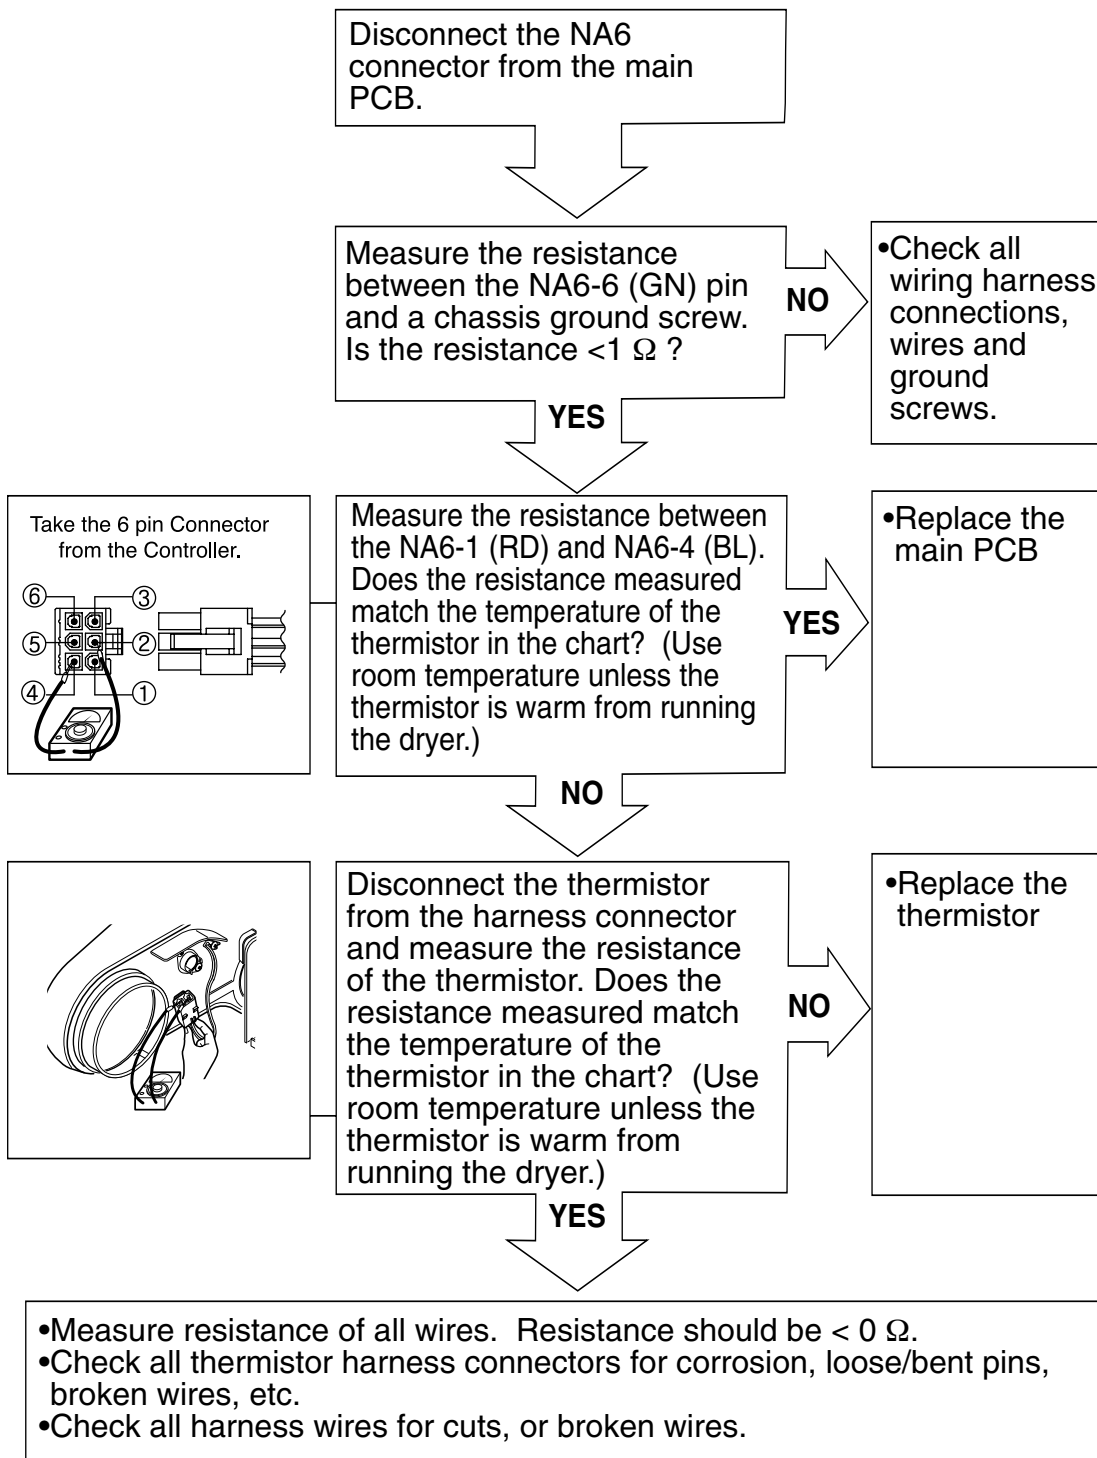 Disconnect the NA6
connector from the main
PCB.
Measure the resistance
between the NA6-6 (GN) pin
and a chassis ground screw.
Is the resistance <1 Ω ?
NO
•Check all
wiring harness
connections,
wires and
ground
screws.
YES
Take the 6 pin Connector
from the Controller.
⑥
③
⑤
②
④
①
Measure the resistance between
the NA6-1 (RD) and NA6-4 (BL).
Does the resistance measured
match the temperature of the
thermistor in the chart? (Use
room temperature unless the
thermistor is warm from running
the dryer.)
YES
•Replace the
main PCB
NO
Disconnect the thermistor
from the harness connector
and measure the resistance
of the thermistor. Does the
resistance measured match
the temperature of the
thermistor in the chart? (Use
room temperature unless the
thermistor is warm from
running the dryer.)
NO
•Replace the
thermistor
YES
•Measure resistance of all wires. Resistance should be < 0 Ω.
•Check all thermistor harness connectors for corrosion, loose/bent pins,
broken wires, etc.
•Check all harness wires for cuts, or broken wires.